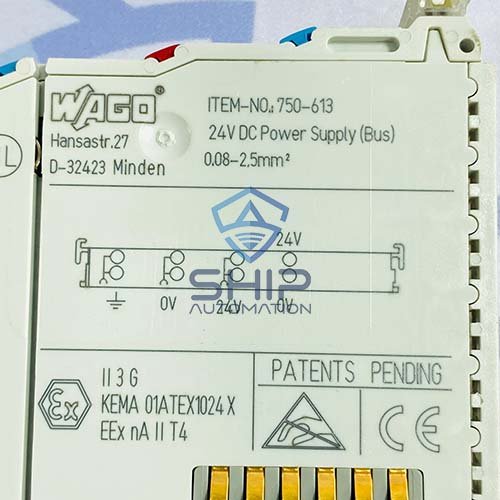 WAGO®
ITEM-NO.: 750-613
Hansastr.27
24V DC Power Supply (Bus)
D-32423 Minden
0.08-2,5mm²
24V
0V
24V
0V
SHIP
AUTOMATION
II 3 G
KEMA 01ATEX1024 X
EEx nA II T4
Ex
PATENTS PENDING